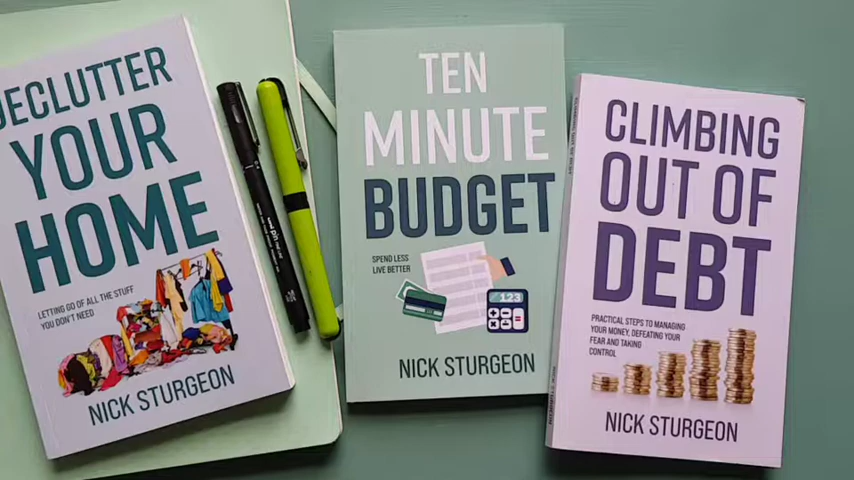 DECLUTTER
YOUR
HOME
LETTING GO OF ALL THE STUFF
YOU DON'T NEED
NICK STURGEON
TEN
MINUTE
BUDGET
SPEND LESS
LIVE BETTER
123
NICK STURGEON
CLIMBING
OUT OF
DEBT
PRACTICAL STEPS TO MANAGING
YOUR MONEY, DEFEATING YOUR
FEAR AND TAKING
CONTROL
NICK STURGEON